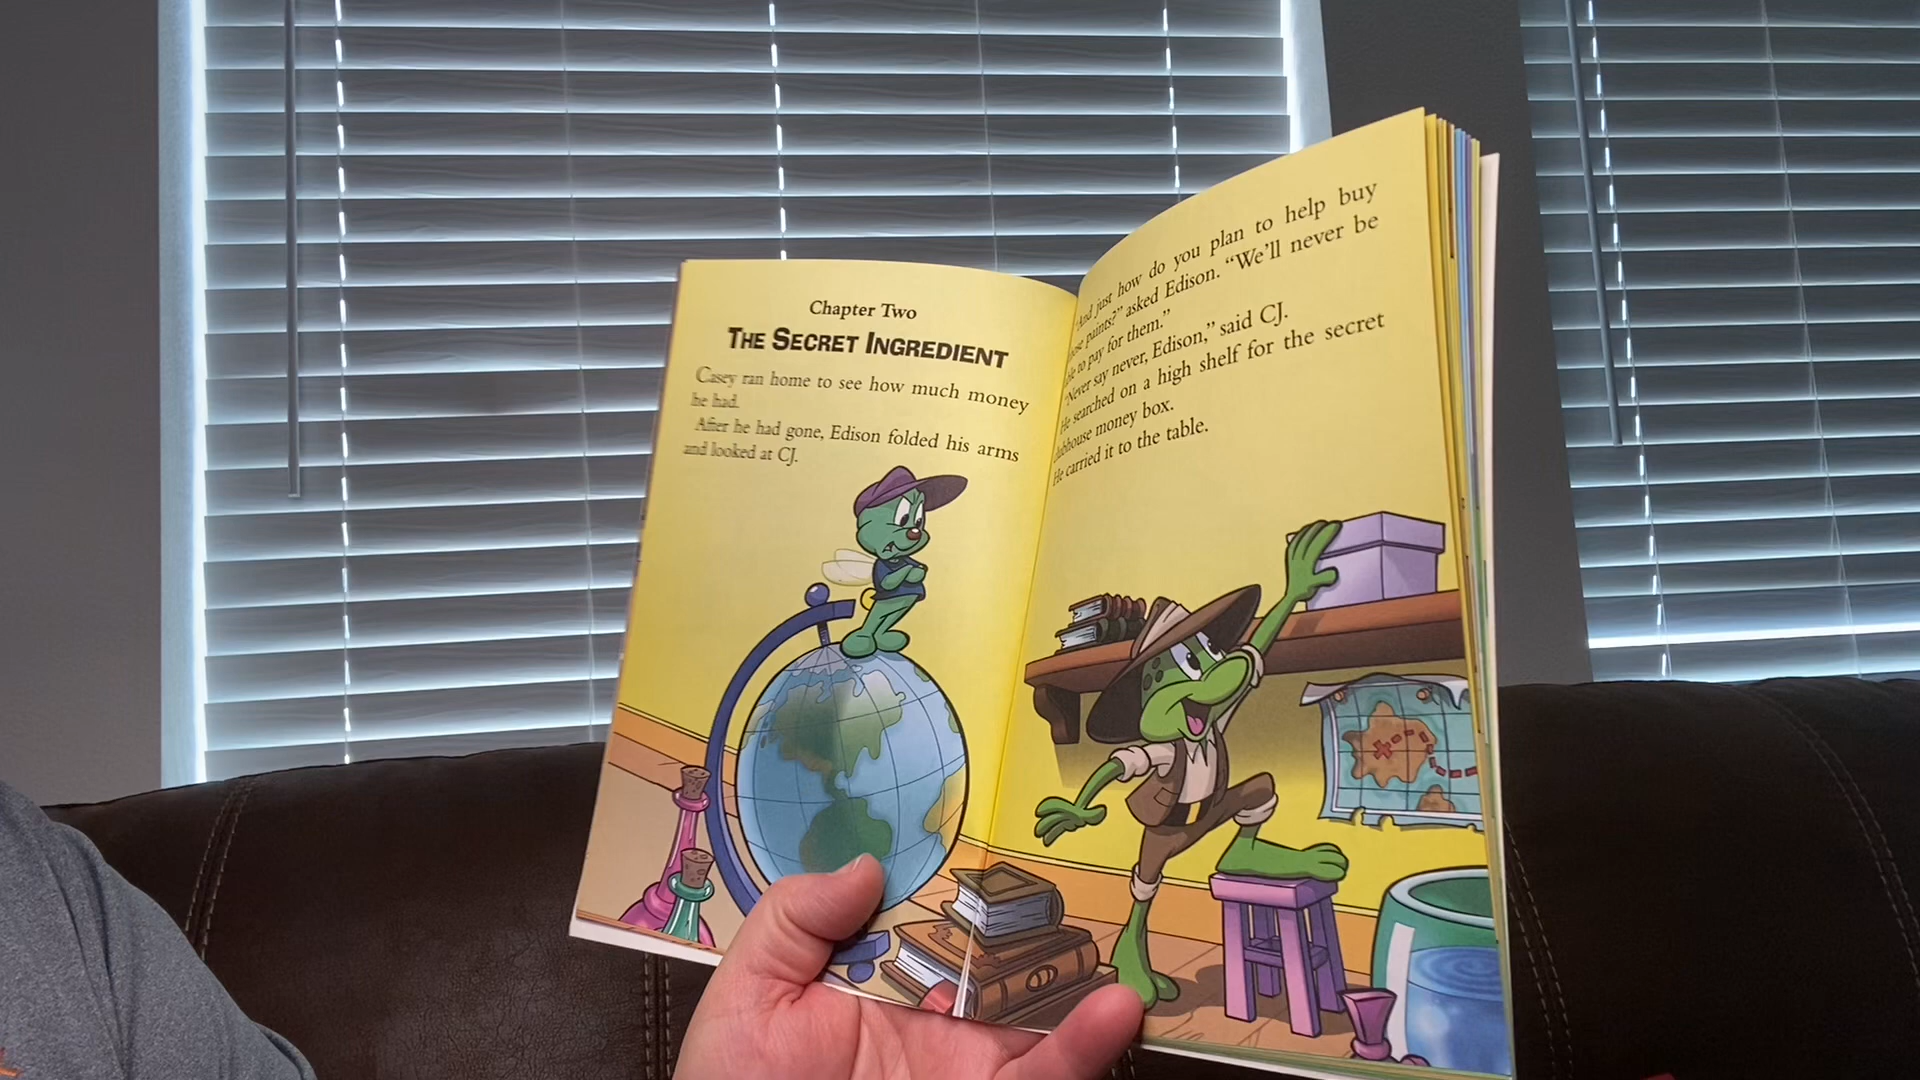 Chapter Two
THE SECRET INGREDIENT
Casey ran home to see how much money
he had.
After he had gone, Edison folded his arms
and looked at CJ.
“And just how do you plan to help buy
those paints?” asked Edison. “We’ll never be
able to pay for them.”
“Never say never, Edison,” said CJ.
He searched on a high shelf for the secret
clubhouse money box.
He carried it to the table.